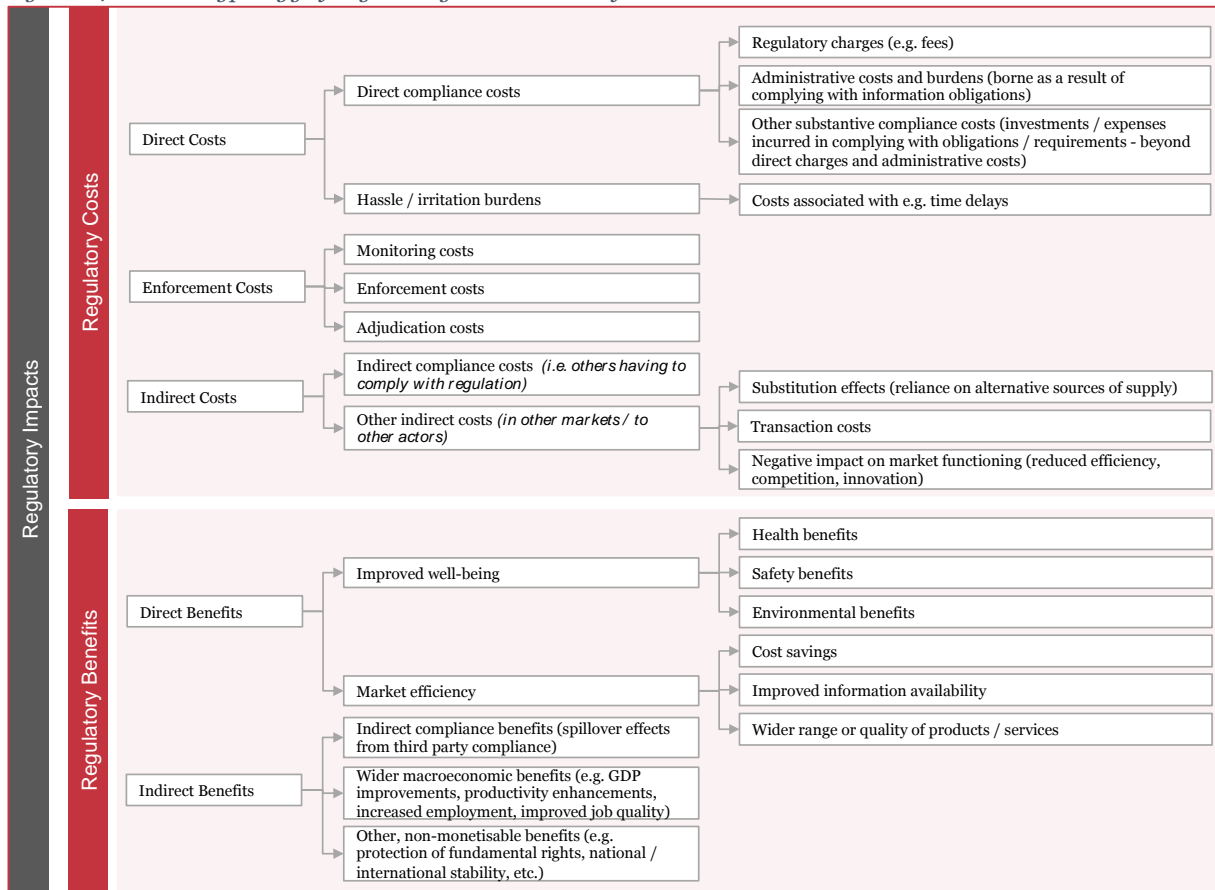 Regulatory Impacts
Regulatory Costs
Direct Costs
Direct compliance costs
Regulatory charges (e.g. fees)
Administrative costs and burdens (borne as a result of
complying with information obligations)
Other substantive compliance costs (investments / expenses
incurred in complying with obligations / requirements - beyond
direct charges and administrative costs)
Hassle / irritation burdens
Costs associated with e.g. time delays
Enforcement Costs
Monitoring costs
Enforcement costs
Adjudication costs
Indirect Costs
Indirect compliance costs (i.e. others having to
comply with regulation)
Other indirect costs (in other markets / to
other actors)
Substitution effects (reliance on alternative sources of supply)
Transaction costs
Negative impact on market functioning (reduced efficiency,
competition, innovation)
Regulatory Benefits
Direct Benefits
Improved well-being
Health benefits
Safety benefits
Environmental benefits
Market efficiency
Cost savings
Improved information availability
Wider range or quality of products / services
Indirect Benefits
Indirect compliance benefits (spillover effects
from third party compliance)
Wider macroeconomic benefits (e.g. GDP
improvements, productivity enhancements,
increased employment, improved job quality)
Other, non-monetisable benefits (e.g.
protection of fundamental rights, national /
international stability, etc.)